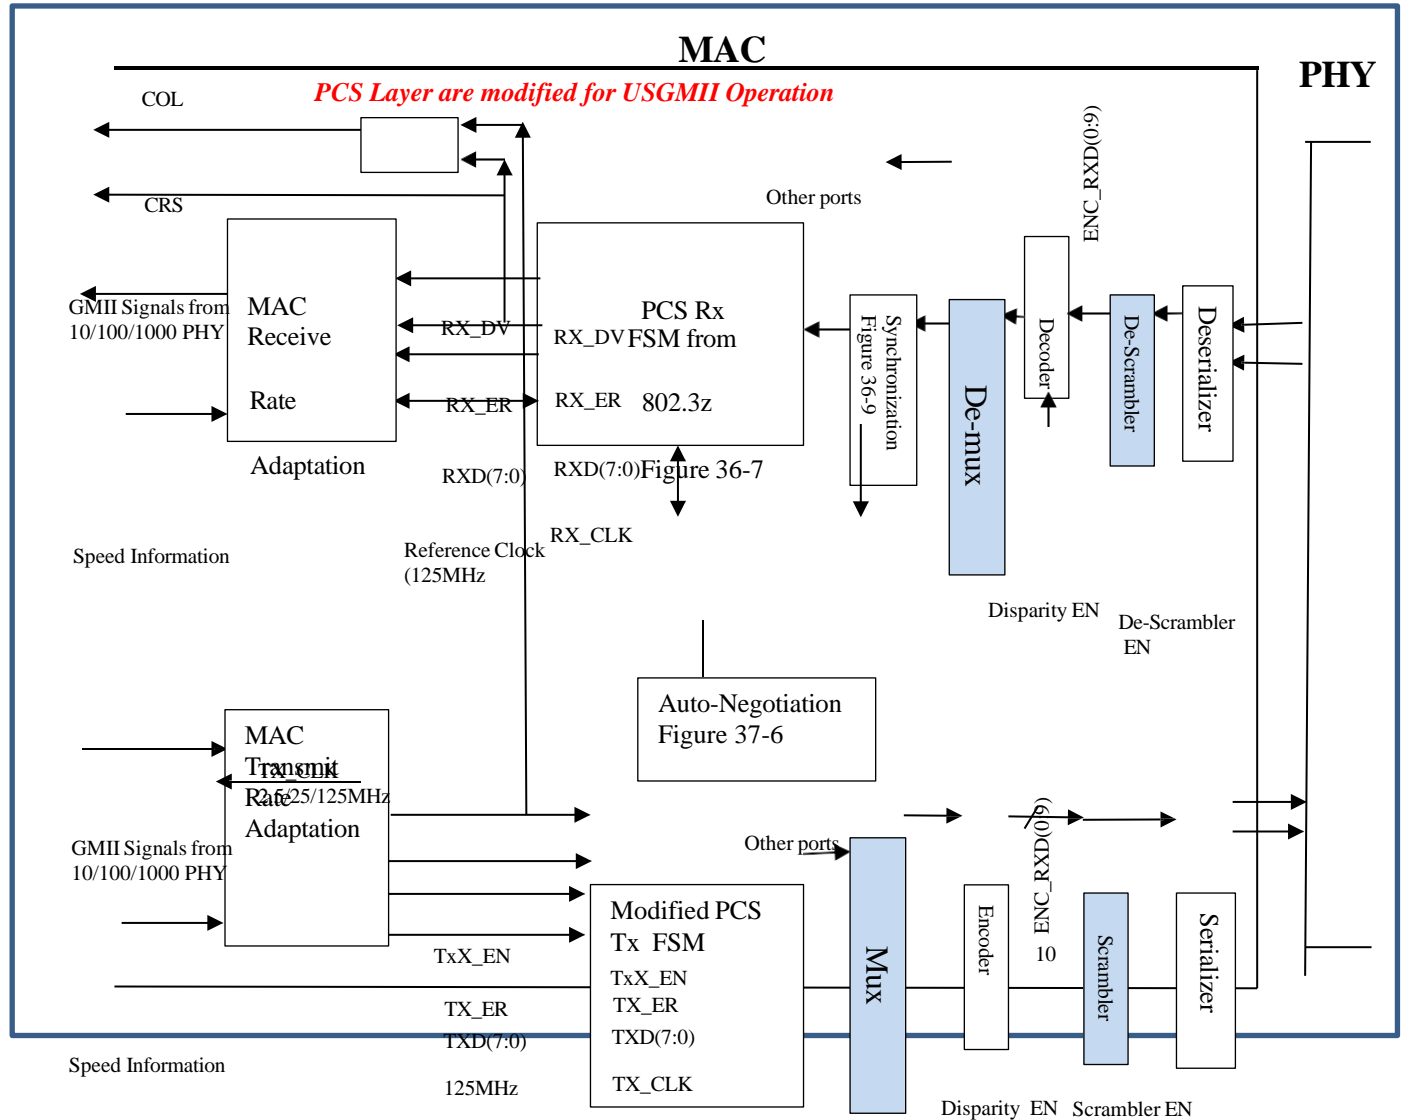 MAC
PHY
PCS Layer are modified for USGMII Operation
COL
CRS
Other ports
ENC_RXD(0:9)
GMII Signals from
10/100/1000 PHY
MAC
Receive
Rate
Adaptation
RX_DV
RX_ER
RXD(7:0)
Reference Clock
(125MHz
PCS Rx
FSM from
802.3z
Figure 36-7
RX_DV
RX_ER
RXD(7:0)
RX_CLK
Synchronization
Figure 36-9
De-mux
Decoder
De-Scrambler
Deserializer
Speed Information
Disparity EN
De-Scrambler
EN
Auto-Negotiation
Figure 37-6
MAC
Transmit
Rate
Adaptation
TX_CLK
2.5/25/125MHz
GMII Signals from
10/100/1000 PHY
Other ports
ENC_RXD(0:9)
10
Modified PCS
Tx FSM
TxX_EN
TX_ER
TXD(7:0)
TX_CLK
TxX_EN
TX_ER
TXD(7:0)
125MHz
Mux
Encoder
Scrambler
Serializer
Speed Information
Disparity EN
Scrambler EN